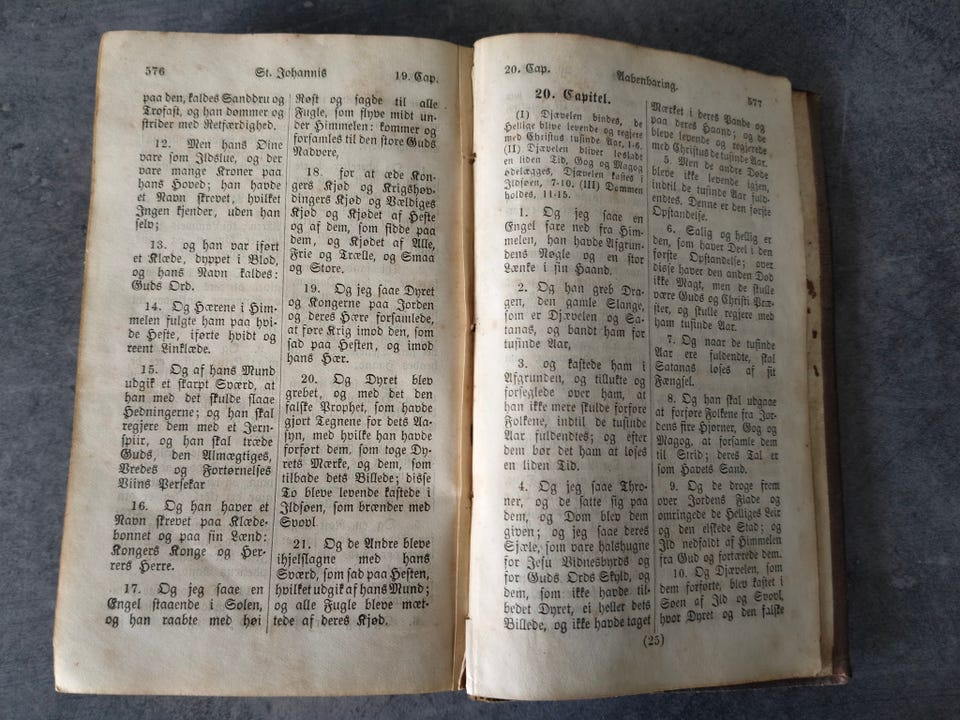 576
St. Johannis
19. Cap.
paa den, kaldes Sanddru og
Trofast, og han dømmer og
strider med Retfærdighed.
12. Men hans Øine
vare som Ildslue, og der
vare mange Kroner paa
hans Hoved; han havde
et Navn skrevet, hvilket
Ingen kjender, uden han
selv;
13. og han var iført
et Klæde, dyppet i Blod,
og hans Navn kaldes:
Guds Ord.
14. Og Hærene i Him-
melen fulgte ham paa hvi-
de Heste, iførte hvidt og
reent Linklæde.
15. Og af hans Mund
udgik et skarpt Sværd, at
han med det skulde slaae
Hedningerne; og han skal
regjere dem med et Jern-
spiir, og han skal træde
Guds, den Almægtiges,
Vredes og Fortørnelses
Viins Persekar
16. Og han haver et
Navn skrevet paa Klæde-
bonnet og paa sin Lænd:
Kongers Konge og Her-
rers Herre.
17. Og jeg saae en
Engel staaende i Solen,
og han raabte med høi
Røst og sagde til alle
Fugle, som flyve midt un-
der Himmelen: kommer og
forsamles til den store Guds
Nadvere,
18. for at æde Kon-
gers Kjød og Krigshøv-
dingers Kjød og Vældiges
Kjød og Kjødet af Heste
og af dem, som sidde paa
dem, og Kjødet af Alle,
Frie og Trælle, og Smaa
og Store.
19. Og jeg saae Dyret
og Kongerne paa Jorden
og deres Hære forsamlede,
at føre Krig imod den, som
sad paa Hesten, og imod
hans Hær.
20. Og Dyret blev
grebet, og med det den
falske Prophet, som havde
gjort Tegnene for dets Aa-
syn, med hvilke han havde
forført dem, som toge Dy-
rets Mærke, og dem, som
tilbade dets Billede; disse
To bleve levende kastede i
Ildsøen, som brænder med
Svovl
21. Og de Andre bleve
ihjelslagne med hans
Sværd, som sad paa Hesten,
hvilket udgik af hans Mund;
og alle Fugle bleve mæt-
tede af deres Kjød.
20. Cap.
Aabenbaring.
577
20. Capitel.
(I) Djævelen bindes, de
Hellige blive levende og regjere
med Christus tusinde Aar, 1-6.
(II) Djævelen bliver løsladt
en liden Tid, Gog og Magog
ødelægges, Djævelen kastes i
Ildsøen, 7-10. (III) Dommen
holdes, 11-15.
1. Og jeg saae en
Engel fare ned fra Him-
melen, han havde Afgrun-
dens Nøgle og en stor
Lænke i sin Haand.
2. Og han greb Dra-
gen, den gamle Slange,
som er Djævelen og Sa-
tanas, og bandt ham for
tusinde Aar,
3. og kastede ham i
Afgrunden, og tillukte og
forseglede over ham, at
han ikke mere skulde forføre
Folkene, indtil de tusinde
Aar fuldendtes; og efter
dem bør det ham at løses
en liden Tid.
4. Og jeg saae Thro-
ner, og de satte sig paa
dem, og Dom blev dem
given; og jeg saae deres
Sjæle, som vare halshugne
for Jesu Vidnesbyrds og
for Guds Ords Skyld, og
dem, som ikke havde til-
bedet Dyret, ei heller dets
Billede, og ikke havde taget
Mærket i deres Pande og
paa deres Haand; og de
bleve levende og regjerede
med Christus de tusinde Aar.
5. Men de andre Døde
bleve ikke levende igjen,
indtil de tusinde Aar fuld-
endtes. Denne er den første
Opstandelse.
6. Salig og hellig er
den, som haver Deel i den
første Opstandelse; over
disse haver den anden Død
ikke Magt, men de skulle
være Guds og Christi Præ-
ster, og skulle regjere med
ham tusinde Aar.
7. Og naar de tusinde
Aar ere fuldendte, skal
Satanas løses af sit
Fængsel.
8. Og han skal udgaae
at forføre Folkene fra Jor-
dens fire Hjørner, Gog og
Magog, at forsamle dem
til Strid; deres Tal er
som Havets Sand.
9. Og de droge frem
over Jordens Flade og
omringede de Helliges Leir
og den elskede Stad; og
Ild nedfaldt af Himmelen
fra Gud og fortærede dem.
10. Og Djævelen, som
dem forførte, blev kastet i
Søen af Ild og Svovl,
hvor Dyret og den falske
(25)